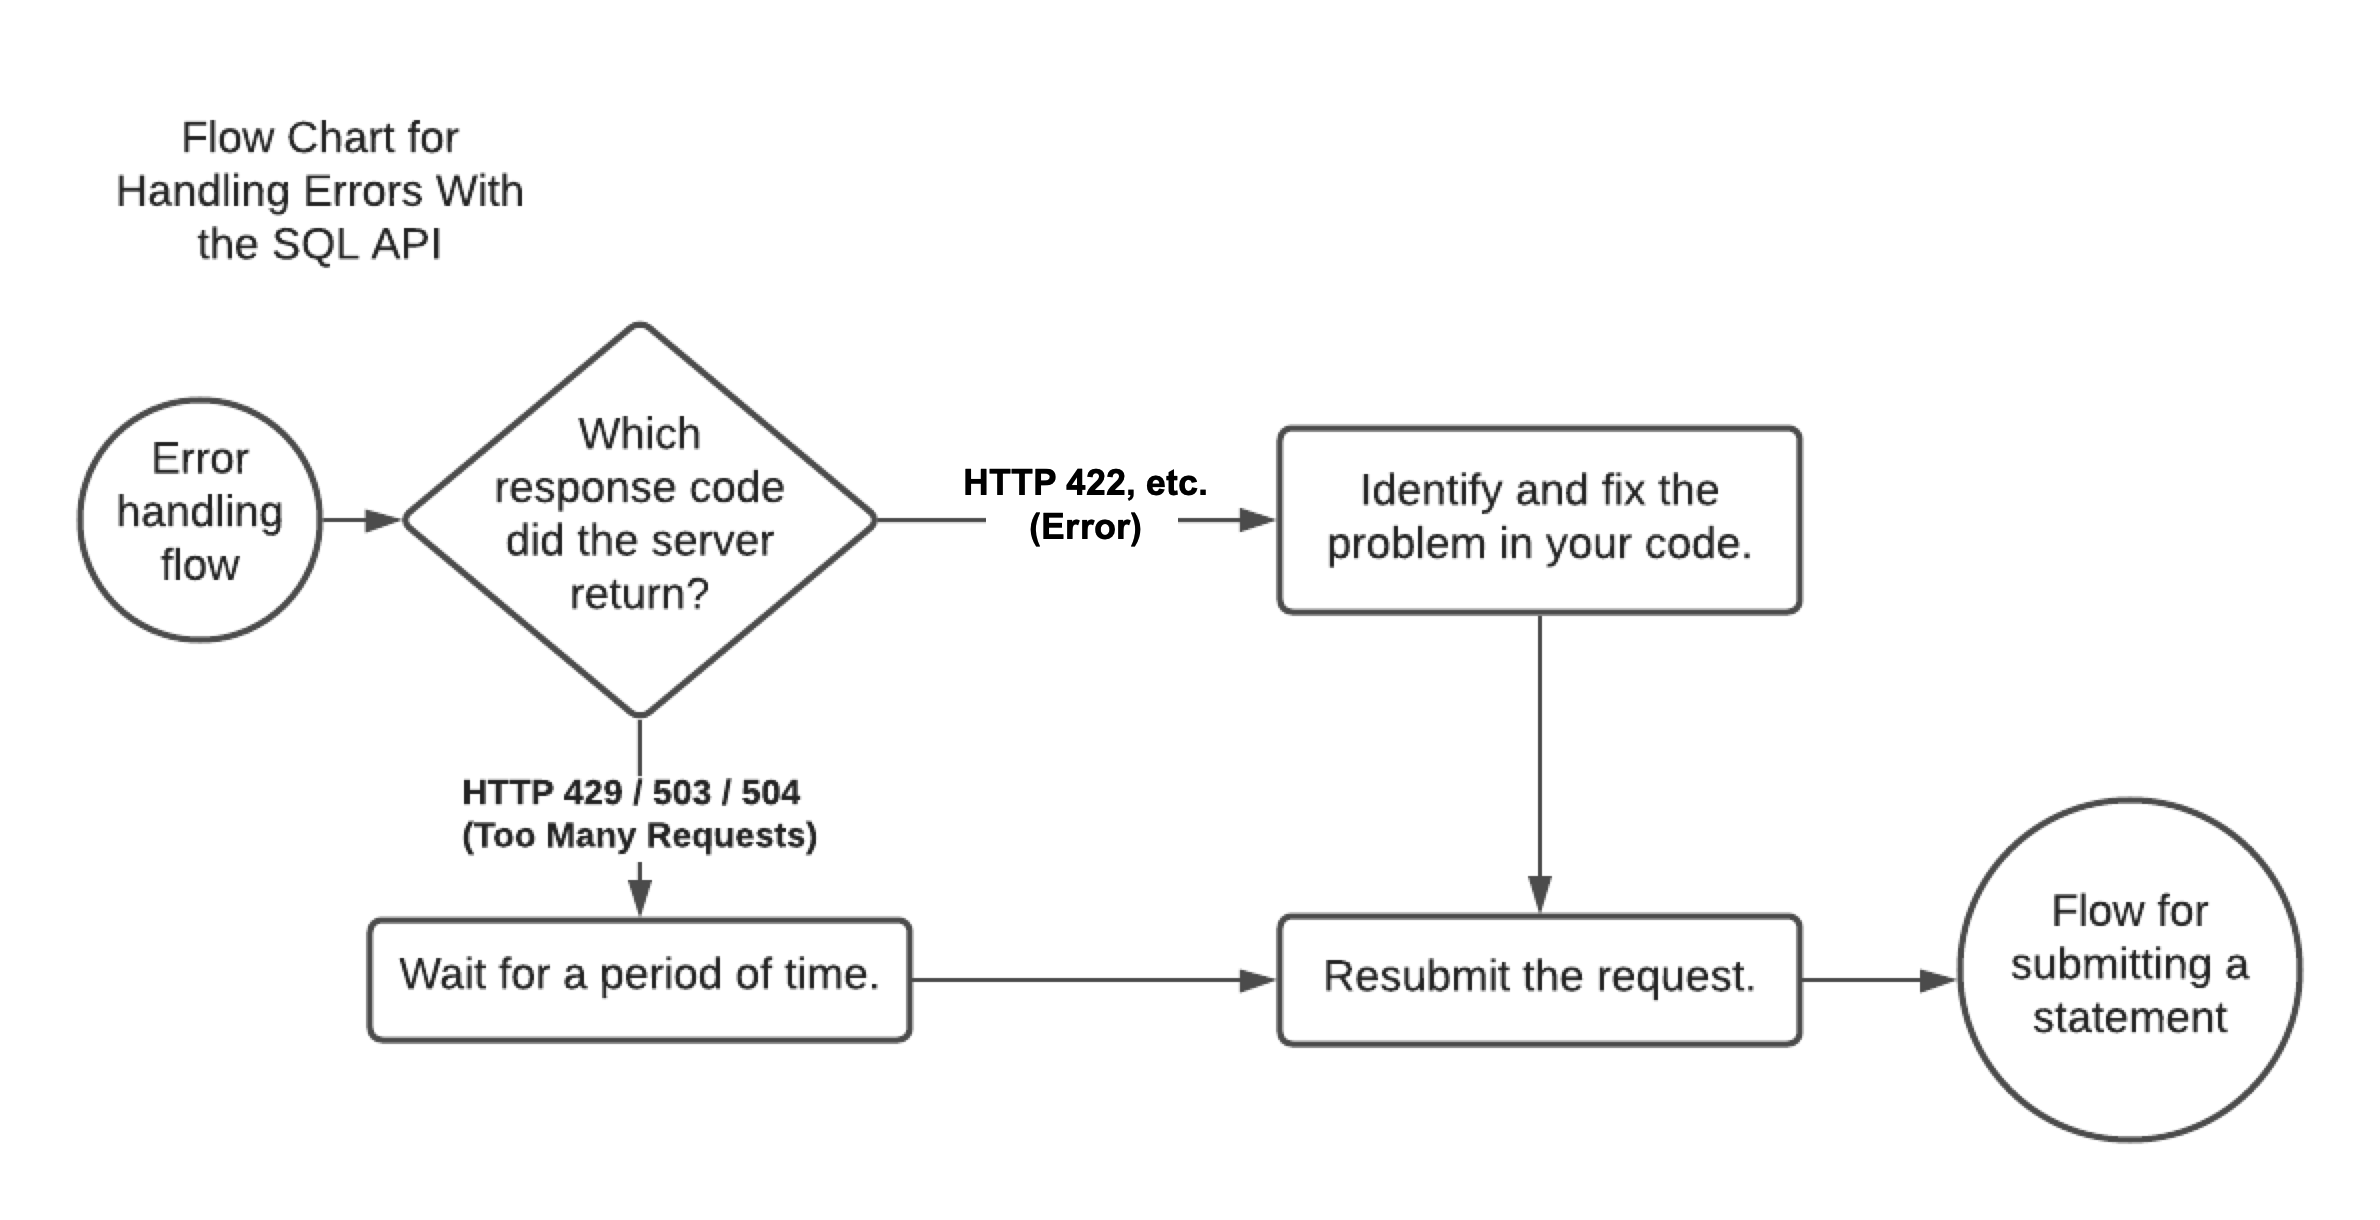 Flow Chart for
Handling Errors With
the SQL API
Error
handling
flow
Which
response code
did the server
return?
HTTP 422, etc.
(Error)
Identify and fix the
problem in your code.
HTTP 429 / 503 / 504
(Too Many Requests)
Wait for a period of time.
Resubmit the request.
Flow for
submitting a
statement